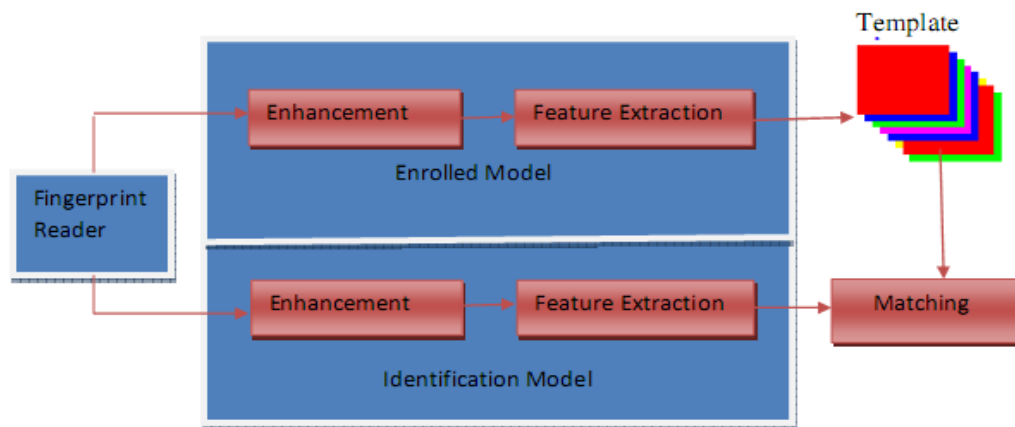 Template
Enhancement
Feature Extraction
Enrolled Model
Fingerprint
Reader
Enhancement
Feature Extraction
Matching
Identification Model